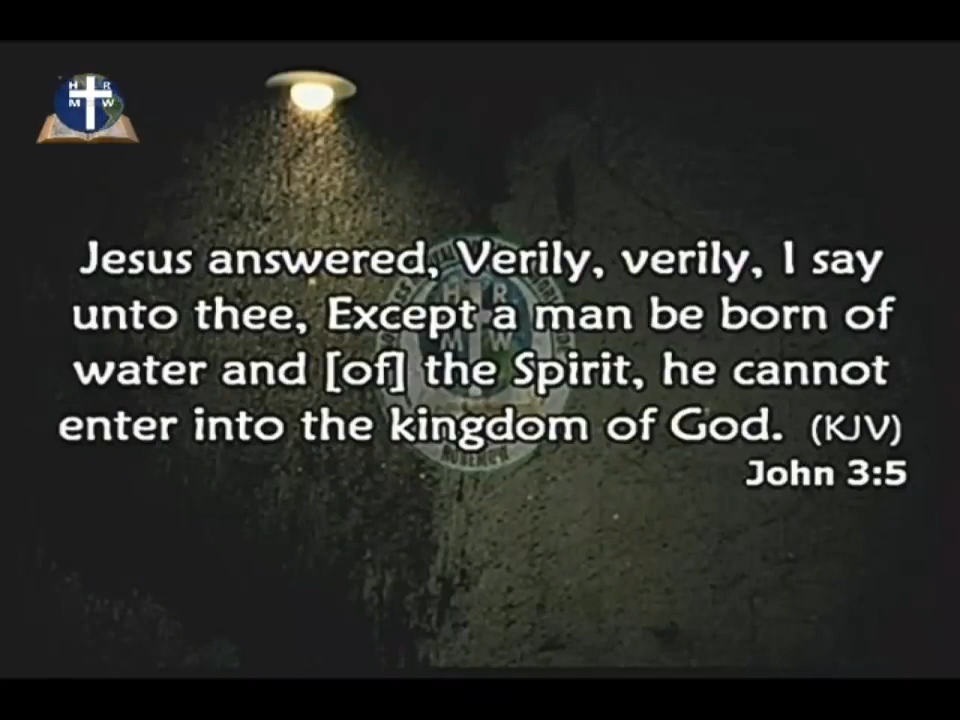 H R
M W
Jesus answered, Verily, verily, I say
unto thee, Except a man be born of
water and [of] the Spirit, he cannot
enter into the kingdom of God. (KJV)
John 3:5
H R
M W